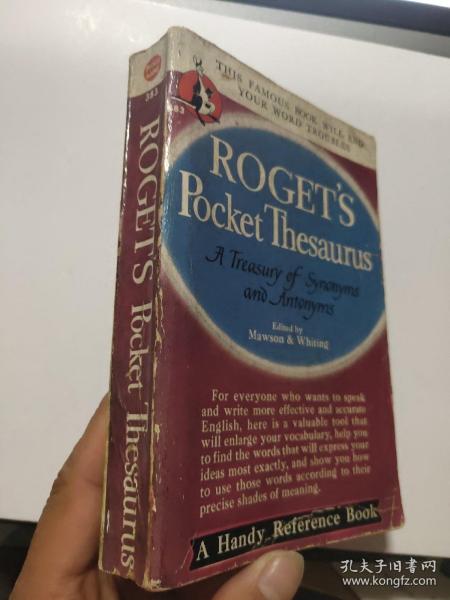 383
ROGET'S Pocket Thesaurus
383
THIS FAMOUS BOOK WILL END
YOUR WORD TROUBLES
ROGET'S
Pocket Thesaurus
A Treasury of Synonyms
and Antonyms
Edited by
Mawson & Whiting
For everyone who wants to speak
and write more effective and accurate
English, here is a valuable tool that
will enlarge your vocabulary, help you
to find the words that will express your
ideas most exactly, and show you how
to use those words according to their
precise shades of meaning.
A Handy Reference Book
孔夫子旧书网
www.kongfz.com